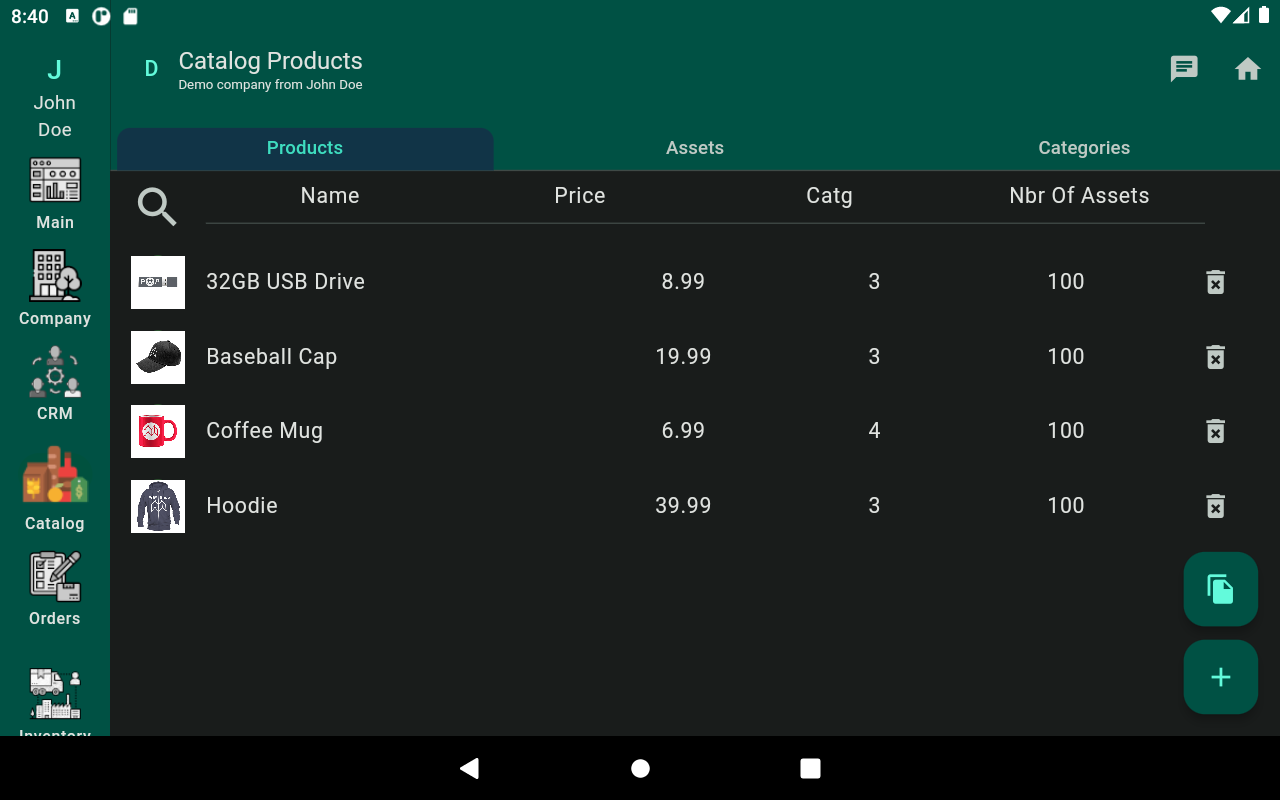 8:40
J
John
Doe
Main
Company
CRM
Catalog
Orders
Inventory
D
Catalog Products
Demo company from John Doe
Products
Assets
Categories
Name
Price
Catg
Nbr Of Assets
32GB USB Drive
8.99
3
100
Baseball Cap
19.99
3
100
Coffee Mug
6.99
4
100
Hoodie
39.99
3
100